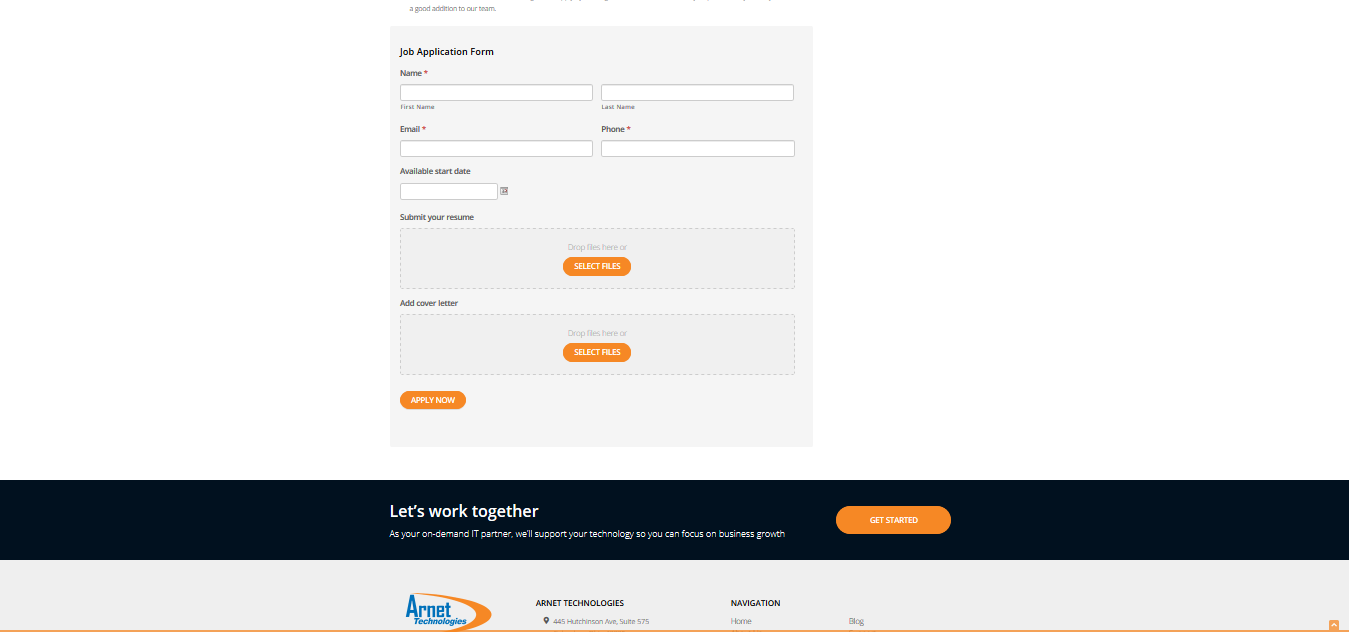 a good addition to our team.
Job Application Form
Name *
First Name Last Name
Email * Phone *
Available start date
Submit your resume
Drop files here or
SELECT FILES
Add cover letter
Drop files here or
SELECT FILES
APPLY NOW
Let's work together
As your on-demand IT partner, we'll support your technology so you can focus on business growth
GET STARTED
Arnet
Technologies
ARNET TECHNOLOGIES
445 Hutchinson Ave, Suite 575
NAVIGATION
Home
Blog